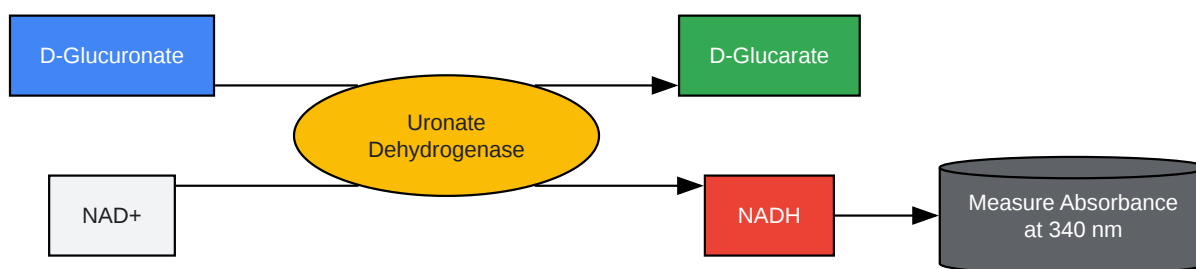 D-Glucuronate
D-Glucarate
Uronate
Dehydrogenase
NAD+
NADH
Measure Absorbance
at 340 nm